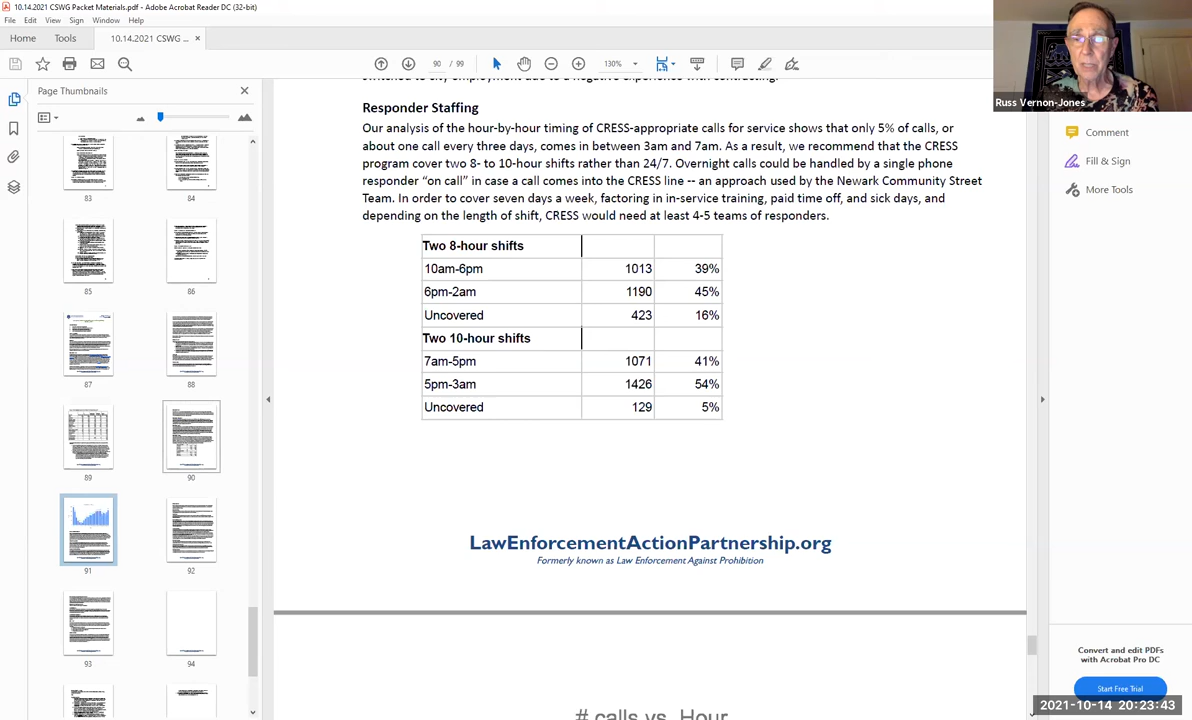 10.14.2021 CSWG Packet Materials.pdf - Adobe Acrobat Reader DC (32-bit)
File Edit View Sign Window Help
Home Tools 10.14.2021 CSWG ... ×
90 / 99 130%
Page Thumbnails
83 84
85 86
87 88
89 90
91 92
93 94
Responder Staffing
Our analysis of the hour-by-hour timing of CRESS-appropriate calls for service shows that only 5% of calls, or
about one call every three days, comes in between 3am and 7am. As a result, we recommend that the CRESS
program cover two 8- to 10-hour shifts rather than 24/7. Overnight calls could be handled by a single phone
responder “on call” in case a call comes into the CRESS line -- an approach used by the Newark Community Street
Team. In order to cover seven days a week, factoring in in-service training, paid time off, and sick days, and
depending on the length of shift, CRESS would need at least 4-5 teams of responders.
Two 8-hour shifts
10am-6pm 1013 39%
6pm-2am 1190 45%
Uncovered 423 16%
Two 10-hour shifts
7am-5pm 1071 41%
5pm-3am 1426 54%
Uncovered 129 5%
LawEnforcementActionPartnership.org
Formerly known as Law Enforcement Against Prohibition
# calls vs. Hour
Russ Vernon-Jones
Comment
Fill & Sign
More Tools
Convert and edit PDFs
with Acrobat Pro DC
Start Free Trial
2021-10-14 20:23:43